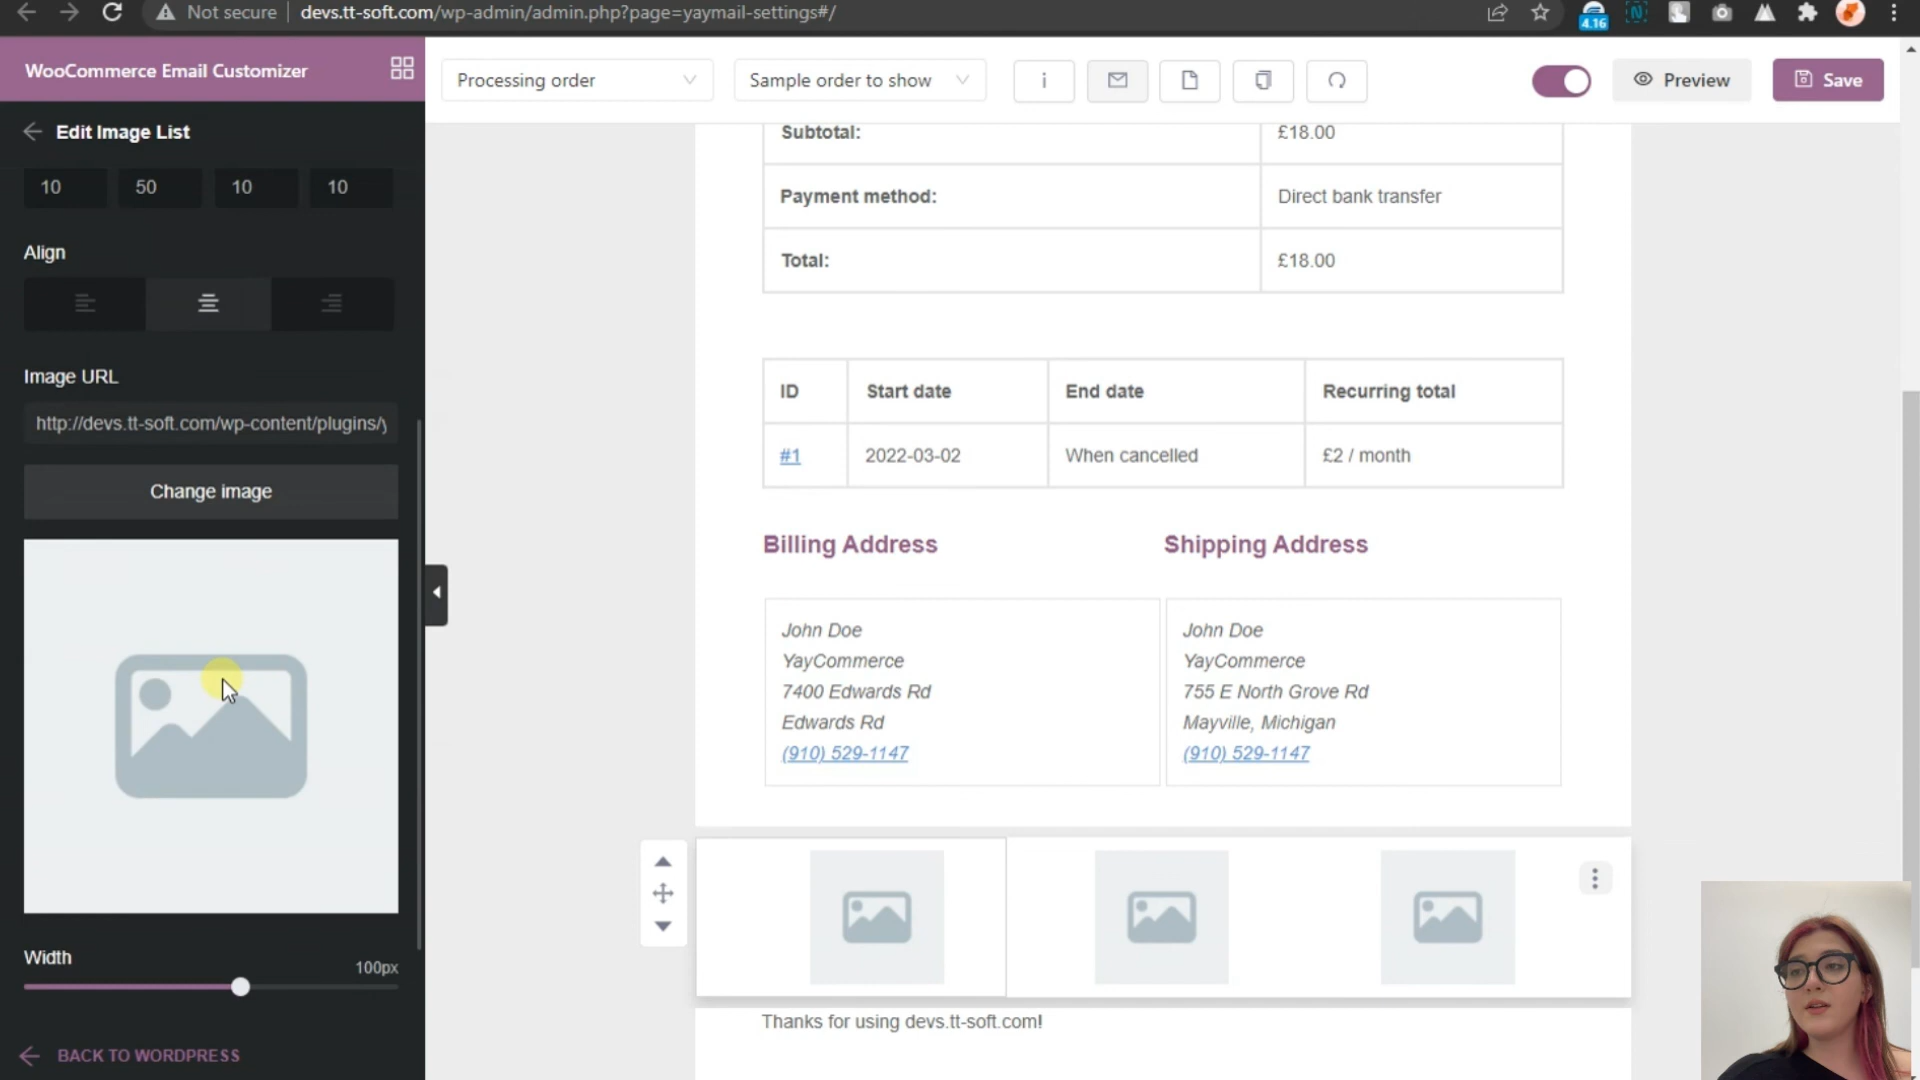 Not secure
devs.tt-soft.com/wp-admin/admin.php?page=yaymail-settings#/
4.16
WooCommerce Email Customizer
Processing order
Sample order to show
i
Preview
Save
Edit Image List
10 50 10 10
Align
Image URL
http://devs.tt-soft.com/wp-content/plugins/y
Change image
Width
100px
BACK TO WORDPRESS
Subtotal: £18.00
Payment method: Direct bank transfer
Total: £18.00
ID Start date End date Recurring total
#1 2022-03-02 When cancelled £2 / month
Billing Address
John Doe
YayCommerce
7400 Edwards Rd
Edwards Rd
(910) 529-1147
Shipping Address
John Doe
YayCommerce
755 E North Grove Rd
Mayville, Michigan
(910) 529-1147
Thanks for using devs.tt-soft.com!